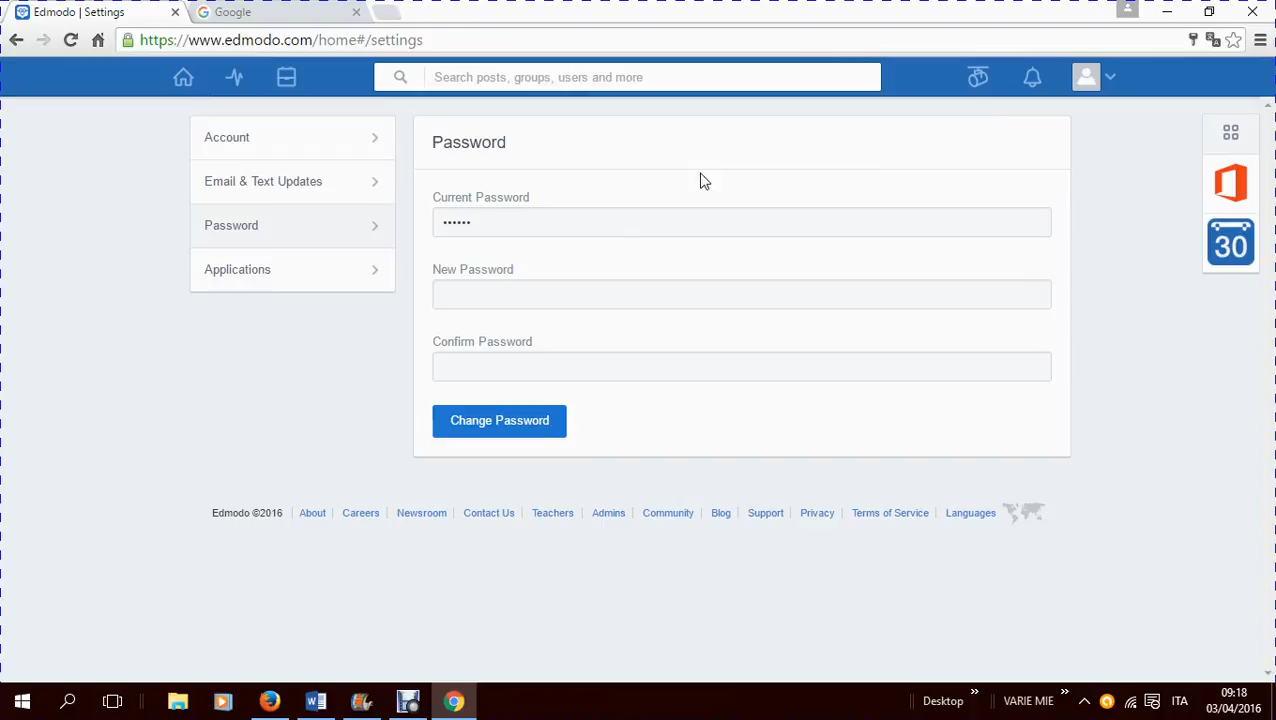 Edmodo | Settings
Google
https://www.edmodo.com/home#/settings
Search posts, groups, users and more
Account
Email & Text Updates
Password
Applications
Password
Current Password
••••••
New Password
Confirm Password
Change Password
30
Edmodo ©2016 | About | Careers | Newsroom | Contact Us | Teachers | Admins | Community | Blog | Support | Privacy | Terms of Service | Languages
Desktop
VARIE MIE
ITA
09:18
03/04/2016